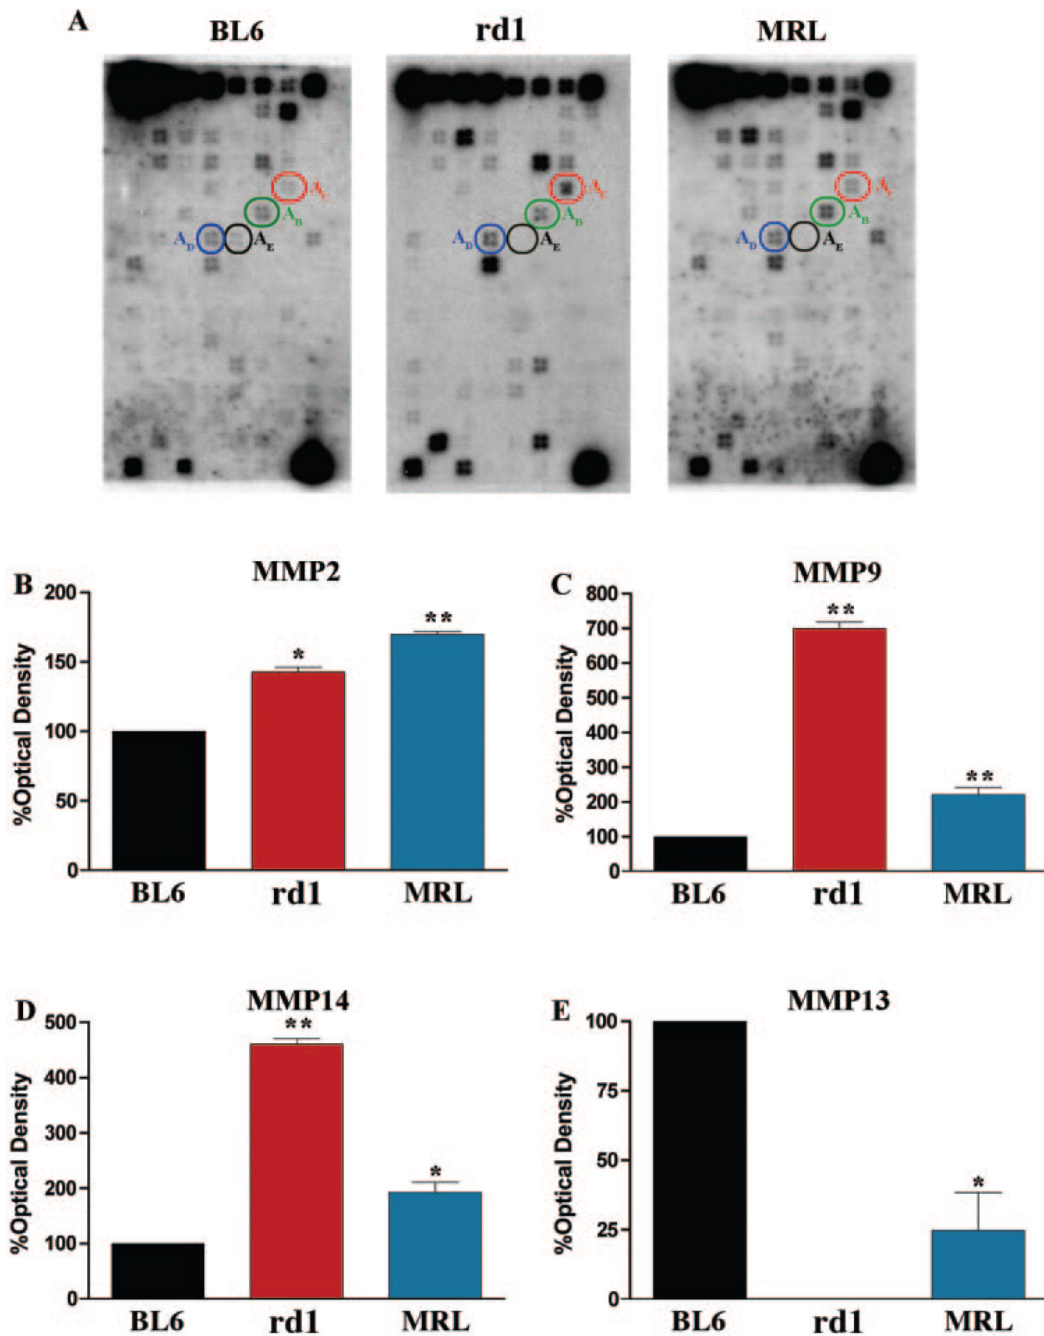 A
BL6 rd1 MRL
A A
A_B A_B A_B
A_D A_E A_D A_E A_D A_E
B MMP2
%Optical Density
200
**
150
*
100
50
0
BL6 rd1 MRL
C MMP9
%Optical Density
800
**
700
600
500
400
300
**
200
100
0
BL6 rd1 MRL
D MMP14
%Optical Density
500
**
400
300
200
*
100
0
BL6 rd1 MRL
E MMP13
%Optical Density
100
75
50
*
25
0
BL6 rd1 MRL